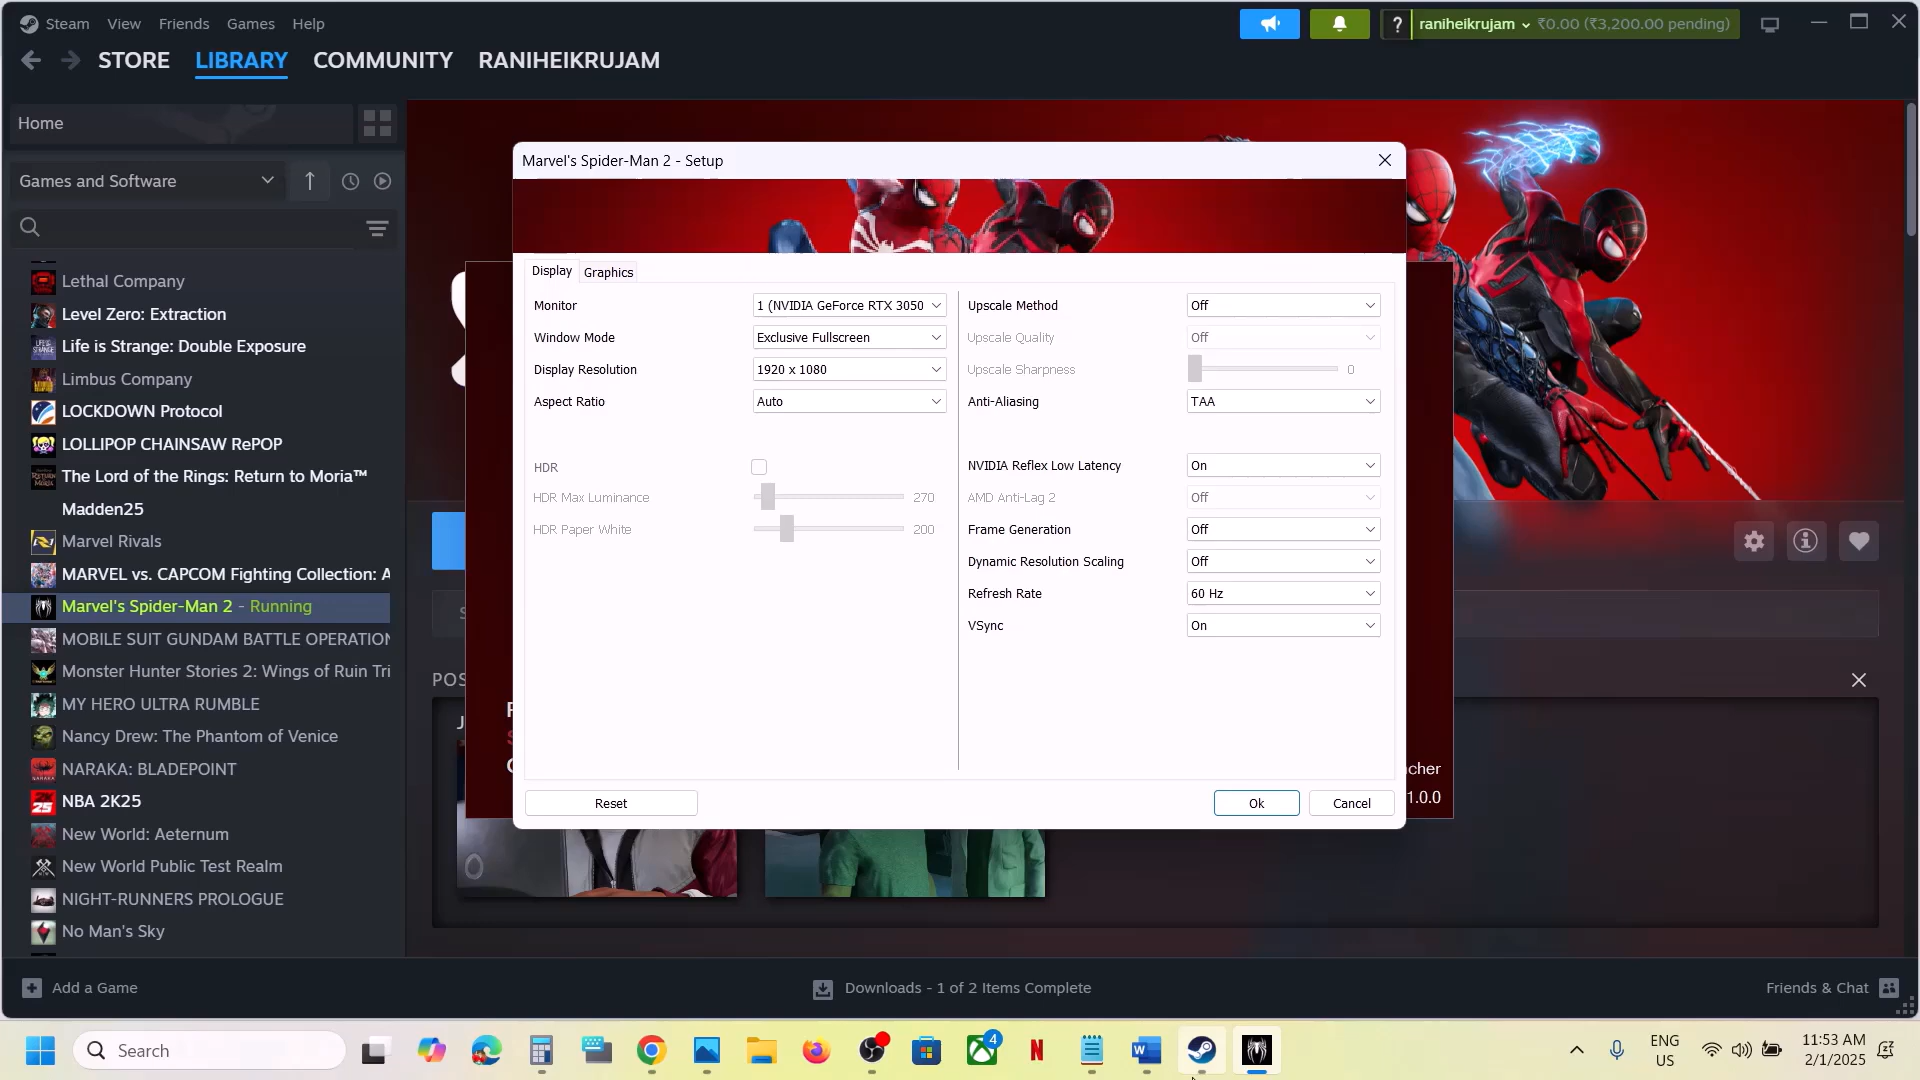 Steam View Friends Games Help
? raniheikrujam ₹0.00 (₹3,200.00 pending)
STORE LIBRARY COMMUNITY RANIHEIKRUJAM
Home
Games and Software
Lethal Company
Level Zero: Extraction
Life is Strange: Double Exposure
Limbus Company
LOCKDOWN Protocol
LOLLIPOP CHAINSAW RePOP
The Lord of the Rings: Return to Moria™
Madden25
Marvel Rivals
MARVEL vs. CAPCOM Fighting Collection: A
Marvel's Spider-Man 2 - Running
MOBILE SUIT GUNDAM BATTLE OPERATION
Monster Hunter Stories 2: Wings of Ruin Tri
MY HERO ULTRA RUMBLE
Nancy Drew: The Phantom of Venice
NARAKA: BLADEPOINT
NBA 2K25
New World: Aeternum
New World Public Test Realm
NIGHT-RUNNERS PROLOGUE
No Man's Sky
Marvel's Spider-Man 2 - Setup
Display Graphics
Monitor 1 (NVIDIA GeForce RTX 3050
Window Mode Exclusive Fullscreen
Display Resolution 1920 x 1080
Aspect Ratio Auto
HDR
HDR Max Luminance 270
HDR Paper White 200
Upscale Method Off
Upscale Quality Off
Upscale Sharpness 0
Anti-Aliasing TAA
NVIDIA Reflex Low Latency On
AMD Anti-Lag 2 Off
Frame Generation Off
Dynamic Resolution Scaling Off
Refresh Rate 60 Hz
VSync On
Reset Ok Cancel
POS
J
ncher
1.0.0
Add a Game
Downloads - 1 of 2 Items Complete
Friends & Chat
Search
4
ENG
US
11:53 AM
2/1/2025